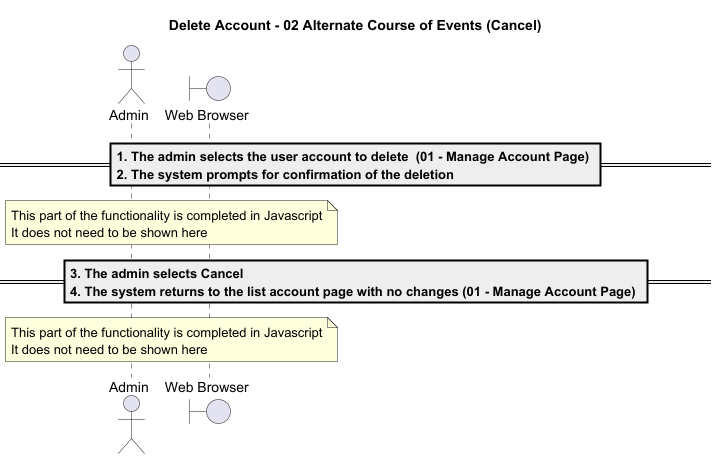 Delete Account - 02 Alternate Course of Events (Cancel)
Admin
Web Browser
1. The admin selects the user account to delete  (01 - Manage Account Page)
2. The system prompts for confirmation of the deletion
This part of the functionality is completed in Javascript
It does not need to be shown here
3. The admin selects Cancel
4. The system returns to the list account page with no changes (01 - Manage Account Page)
This part of the functionality is completed in Javascript
It does not need to be shown here
Admin
Web Browser